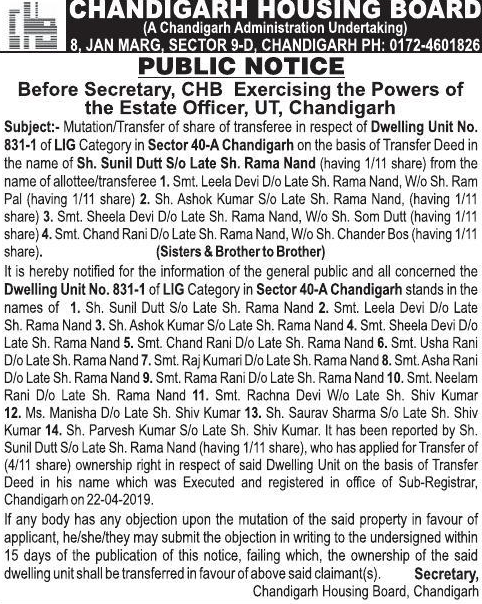 CHANDIGARH HOUSING BOARD
(A Chandigarh Administration Undertaking)
8, JAN MARG, SECTOR 9-D, CHANDIGARH PH: 0172-4601826
PUBLIC NOTICE
Before Secretary, CHB Exercising the Powers of
the Estate Officer, UT, Chandigarh
Subject:- Mutation/Transfer of share of transferee in respect of Dwelling Unit No.
831-1 of LIG Category in Sector 40-A Chandigarh on the basis of Transfer Deed in
the name of Sh. Sunil Dutt S/o Late Sh. Rama Nand (having 1/11 share) from the
name of allottee/transferee 1. Smt. Leela Devi D/o Late Sh. Rama Nand, W/o Sh. Ram
Pal (having 1/11 share) 2. Sh. Ashok Kumar S/o Late Sh. Rama Nand, (having 1/11
share) 3. Smt. Sheela Devi D/o Late Sh. Rama Nand, W/o Sh. Som Dutt (having 1/11
share) 4. Smt. Chand Rani D/o Late Sh. Rama Nand, W/o Sh. Chander Bos (having 1/11
share). (Sisters & Brother to Brother)
It is hereby notified for the information of the general public and all concerned the
Dwelling Unit No. 831-1 of LIG Category in Sector 40-A Chandigarh stands in the
names of 1. Sh. Sunil Dutt S/o Late Sh. Rama Nand 2. Smt. Leela Devi D/o Late
Sh. Rama Nand 3. Sh. Ashok Kumar S/o Late Sh. Rama Nand 4. Smt. Sheela Devi D/o
Late Sh. Rama Nand 5. Smt. Chand Rani D/o Late Sh. Rama Nand 6. Smt. Usha Rani
D/o Late Sh. Rama Nand 7. Smt. Raj Kumari D/o Late Sh. Rama Nand 8. Smt. Asha Rani
D/o Late Sh. Rama Nand 9. Smt. Rama Rani D/o Late Sh. Rama Nand 10. Smt. Neelam
Rani D/o Late Sh. Rama Nand 11. Smt. Rachna Devi W/o Late Sh. Shiv Kumar
12. Ms. Manisha D/o Late Sh. Shiv Kumar 13. Sh. Saurav Sharma S/o Late Sh. Shiv
Kumar 14. Sh. Parvesh Kumar S/o Late Sh. Shiv Kumar. It has been reported by Sh.
Sunil Dutt S/o Late Sh. Rama Nand (having 1/11 share), who has applied for Transfer of
(4/11 share) ownership right in respect of said Dwelling Unit on the basis of Transfer
Deed in his name which was Executed and registered in office of Sub-Registrar,
Chandigarh on 22-04-2019.
If any body has any objection upon the mutation of the said property in favour of
applicant, he/she/they may submit the objection in writing to the undersigned within
15 days of the publication of this notice, failing which, the ownership of the said
dwelling unit shall be transferred in favour of above said claimant(s). Secretary,
Chandigarh Housing Board, Chandigarh